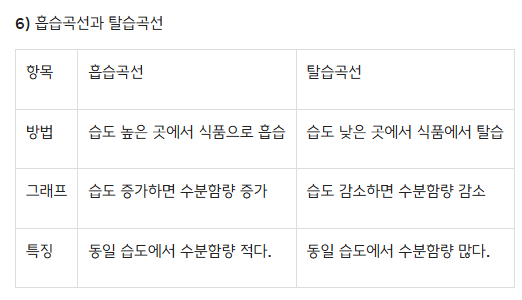 6) 흡습곡선과 탈습곡선
항목 흡습곡선 탈습곡선
방법 습도 높은 곳에서 식품으로 흡습 습도 낮은 곳에서 식품에서 탈습
그래프 습도 증가하면 수분함량 증가 습도 감소하면 수분함량 감소
특징 동일 습도에서 수분함량 적다. 동일 습도에서 수분함량 많다.